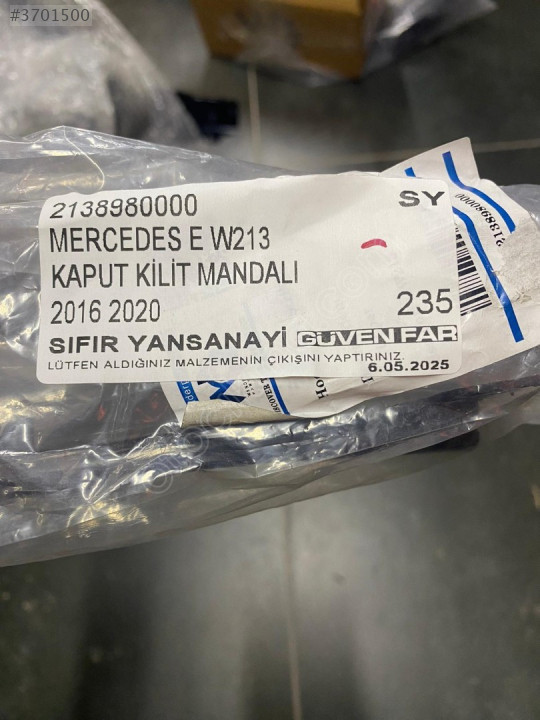 #3701500
2138980000
SY
MERCEDES E W213
KAPUT KİLİT MANDALI
2016 2020
235
SIFIR YANSANAYİ GÜVEN FAR
LÜTFEN ALDIĞINIZ MALZEMENİN ÇIKIŞINI YAPTIRINIZ.
6.05.2025
2138980000